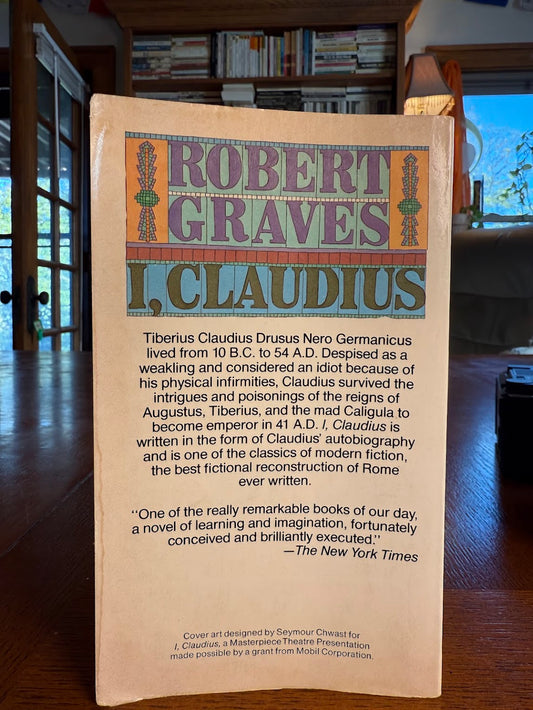 ROBERT
GRAVES
I, CLAUDIUS
Tiberius Claudius Drusus Nero Germanicus
lived from 10 B.C. to 54 A.D. Despised as a
weakling and considered an idiot because of
his physical infirmities, Claudius survived the
intrigues and poisonings of the reigns of
Augustus, Tiberius, and the mad Caligula to
become emperor in 41 A.D. I, Claudius is
written in the form of Claudius' autobiography
and is one of the classics of modern fiction,
the best fictional reconstruction of Rome
ever written.
"One of the really remarkable books of our day,
a novel of learning and imagination, fortunately
conceived and brilliantly executed."
—The New York Times
Cover art designed by Seymour Chwast for
I, Claudius, a Masterpiece Theatre Presentation
made possible by a grant from Mobil Corporation.